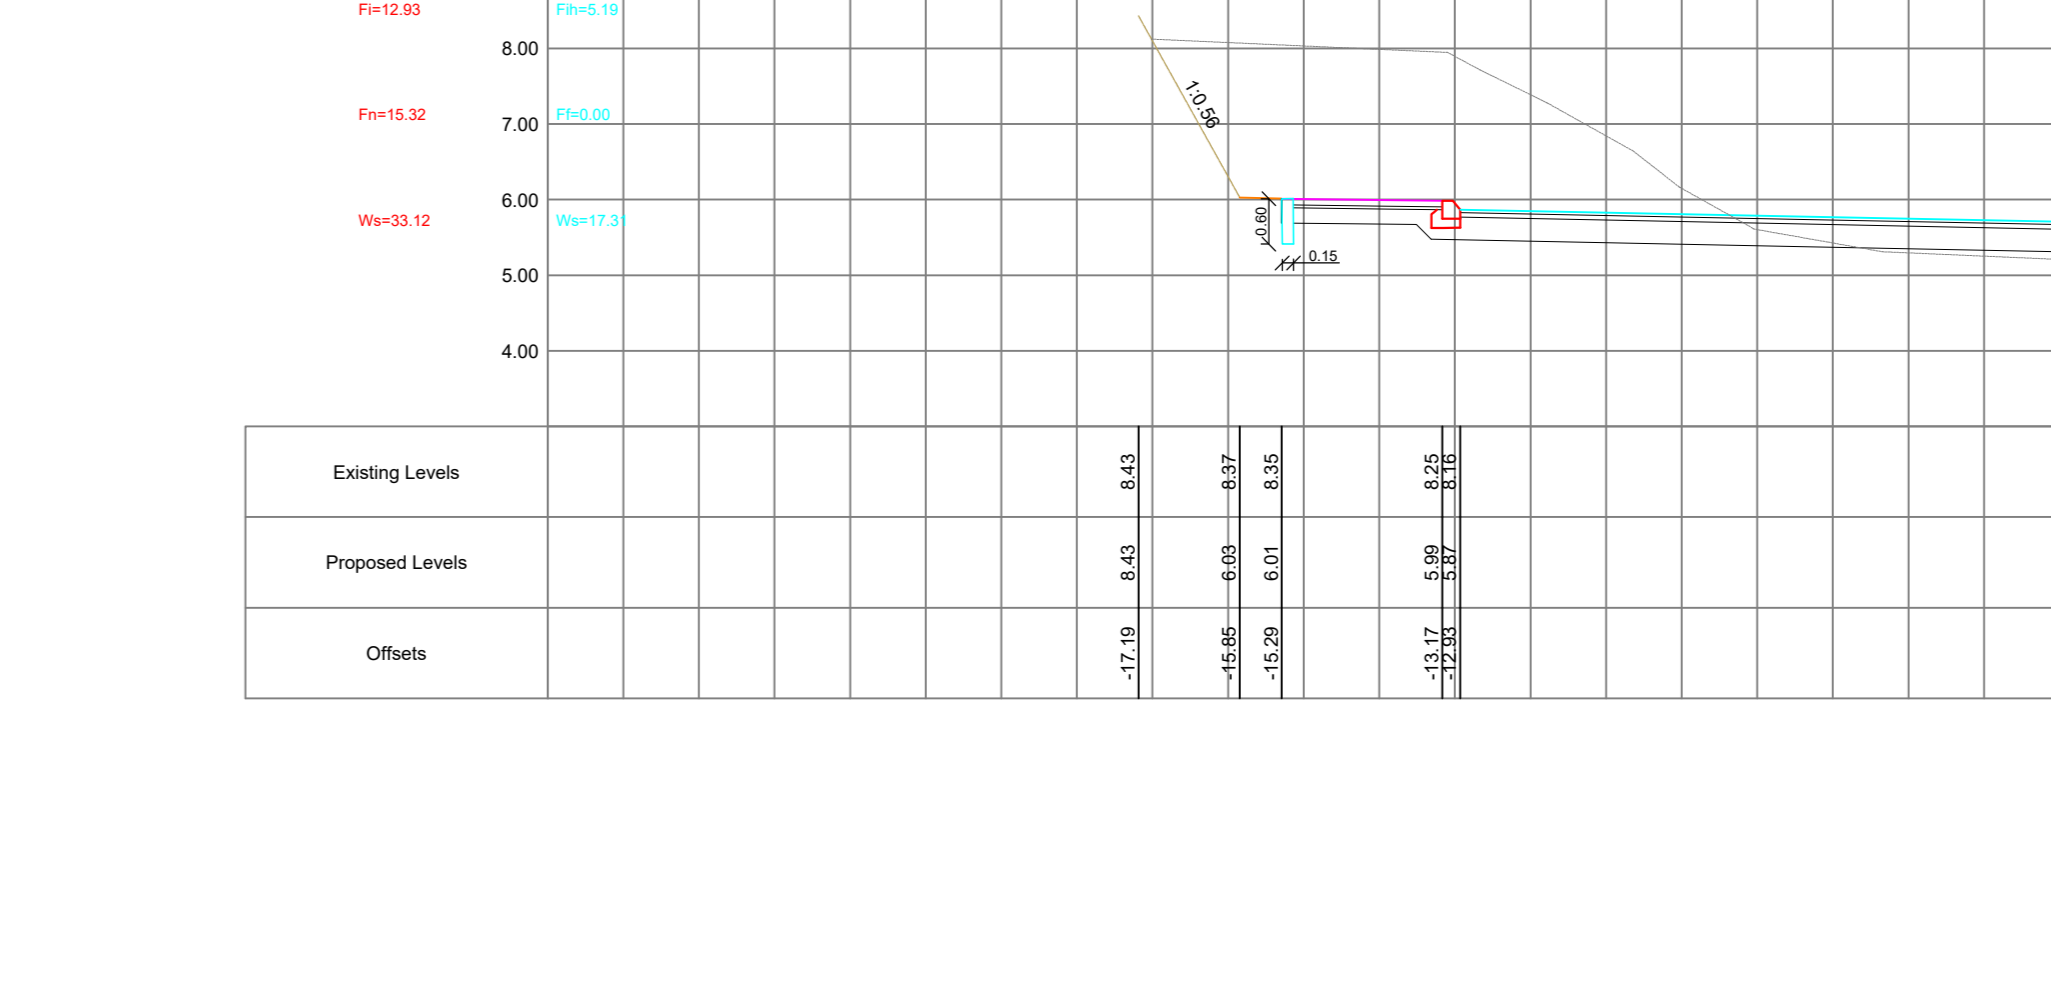 Fi=12.93 Fih=5.19
8.00
1:0.56
Fn=15.32 7.00 Ff=0.00
6.00
Ws=33.12 Ws=17.31
0.60
0.15
5.00
4.00
Existing Levels 8.43 8.37 8.35 8.25 8.16
Proposed Levels 8.43 6.03 6.01 5.99 5.87
Offsets -17.19 -15.85 -15.29 -13.17 -12.93